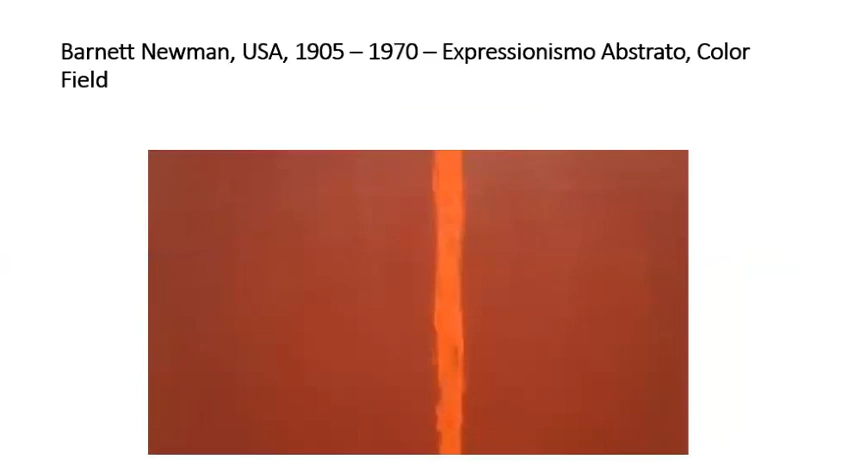 Barnett Newman, USA, 1905 – 1970 – Expressionismo Abstrato, Color
Field